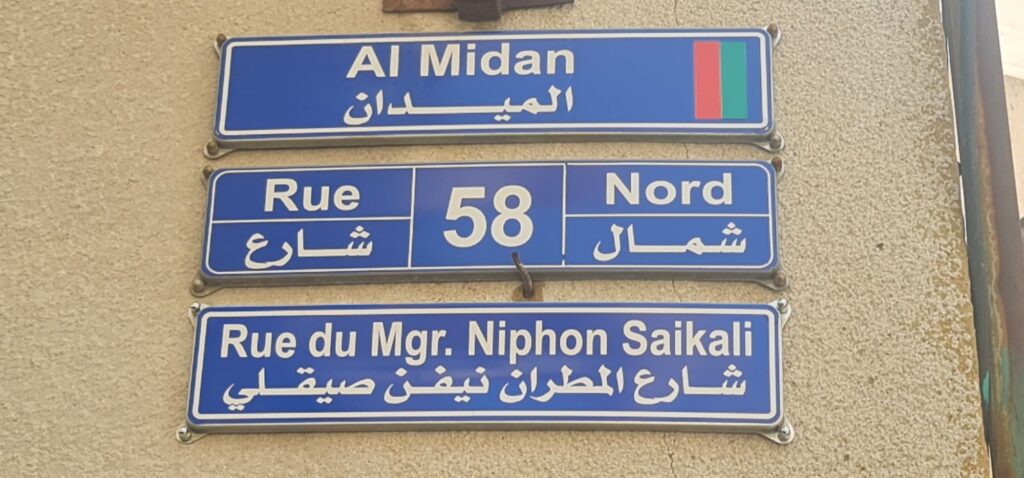 Al Midan
الميدان
Rue 58 Nord
شارع شمال
Rue du Mgr. Niphon Saikali
شارع المطران نيفن صيقلي